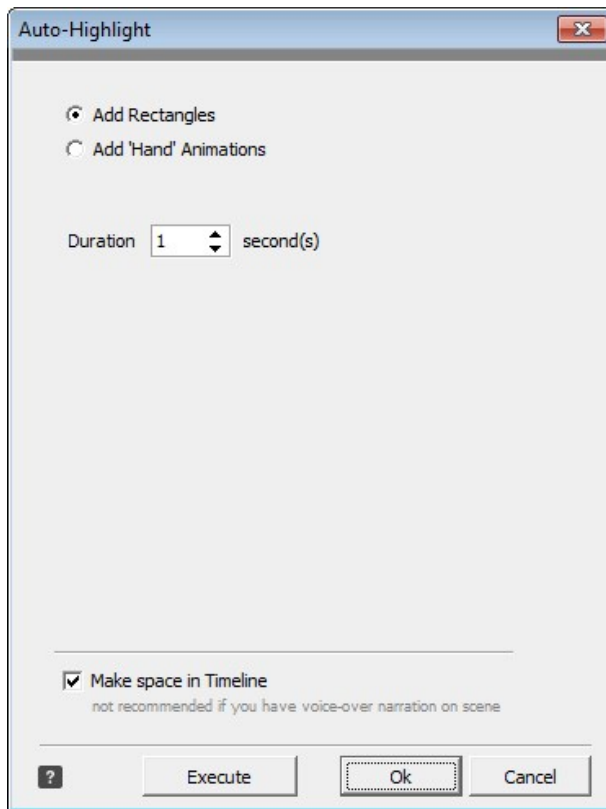 Auto-Highlight
Add Rectangles
Add 'Hand' Animations
Duration 1 second(s)
Make space in Timeline
not recommended if you have voice-over narration on scene
? Execute Ok Cancel